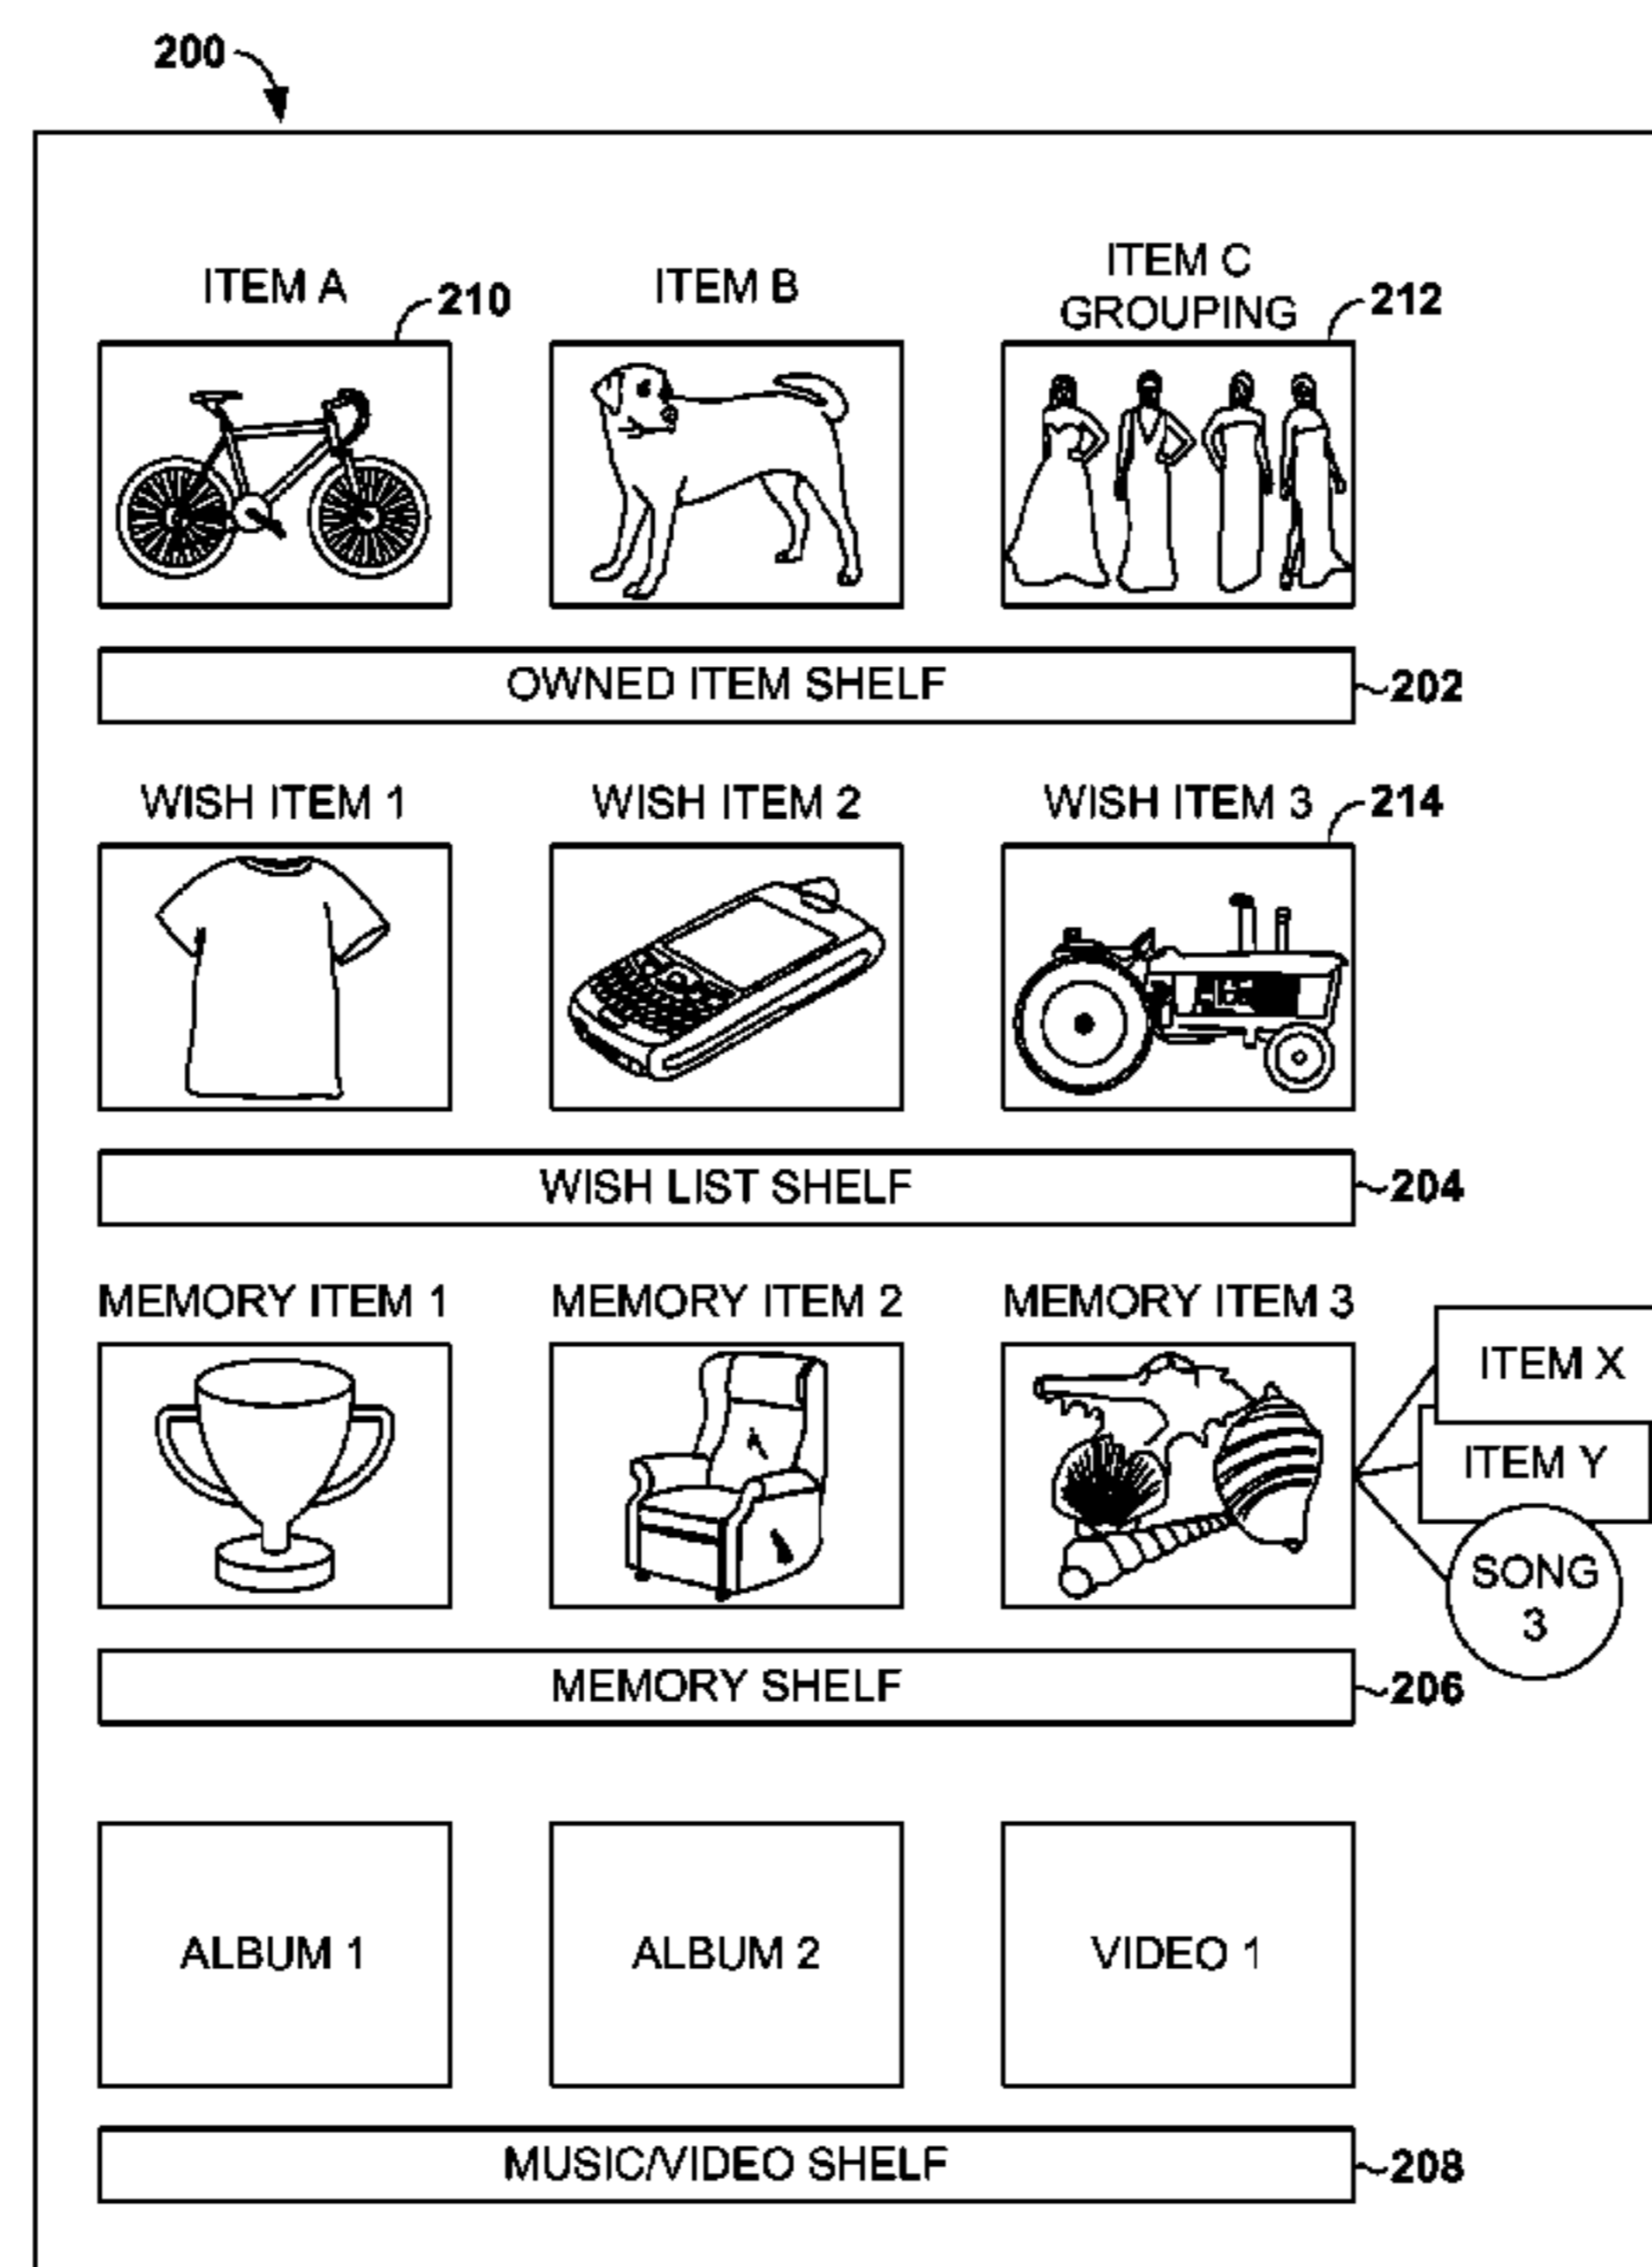 200
ITEM A
210
ITEM B
ITEM C
GROUPING
212
OWNED ITEM SHELF
202
WISH ITEM 1
WISH ITEM 2
WISH ITEM 3
214
WISH LIST SHELF
204
MEMORY ITEM 1
MEMORY ITEM 2
MEMORY ITEM 3
ITEM X
ITEM Y
SONG
3
MEMORY SHELF
206
ALBUM 1
ALBUM 2
VIDEO 1
MUSIC/VIDEO SHELF
208